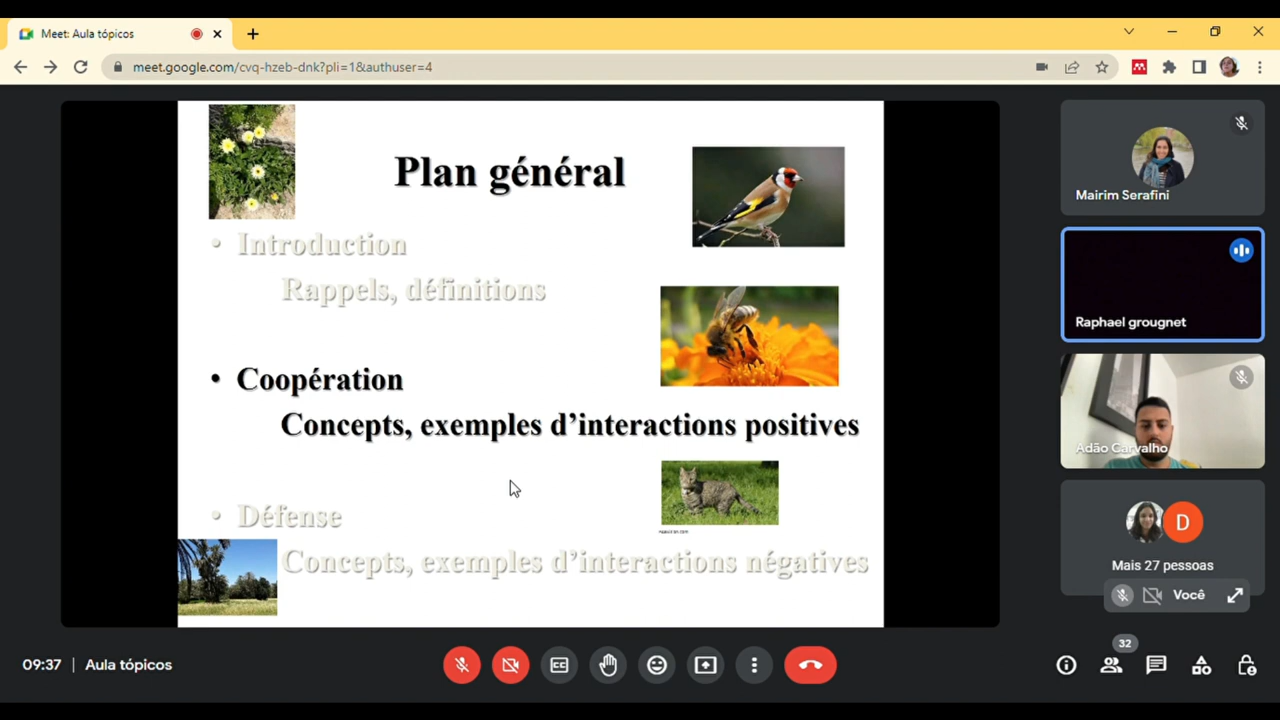 Meet: Aula tópicos
meet.google.com/cvq-hzeb-dnk?pli=1&authuser=4
Plan général
• Introduction
Rappels, définitions
• Coopération
Concepts, exemples d’interactions positives
• Défense
Concepts, exemples d’interactions négatives
Mairim Serafini
Raphael grougnet
Adão Carvalho
D
Mais 27 pessoas
Você
09:37 | Aula tópicos
CC
32